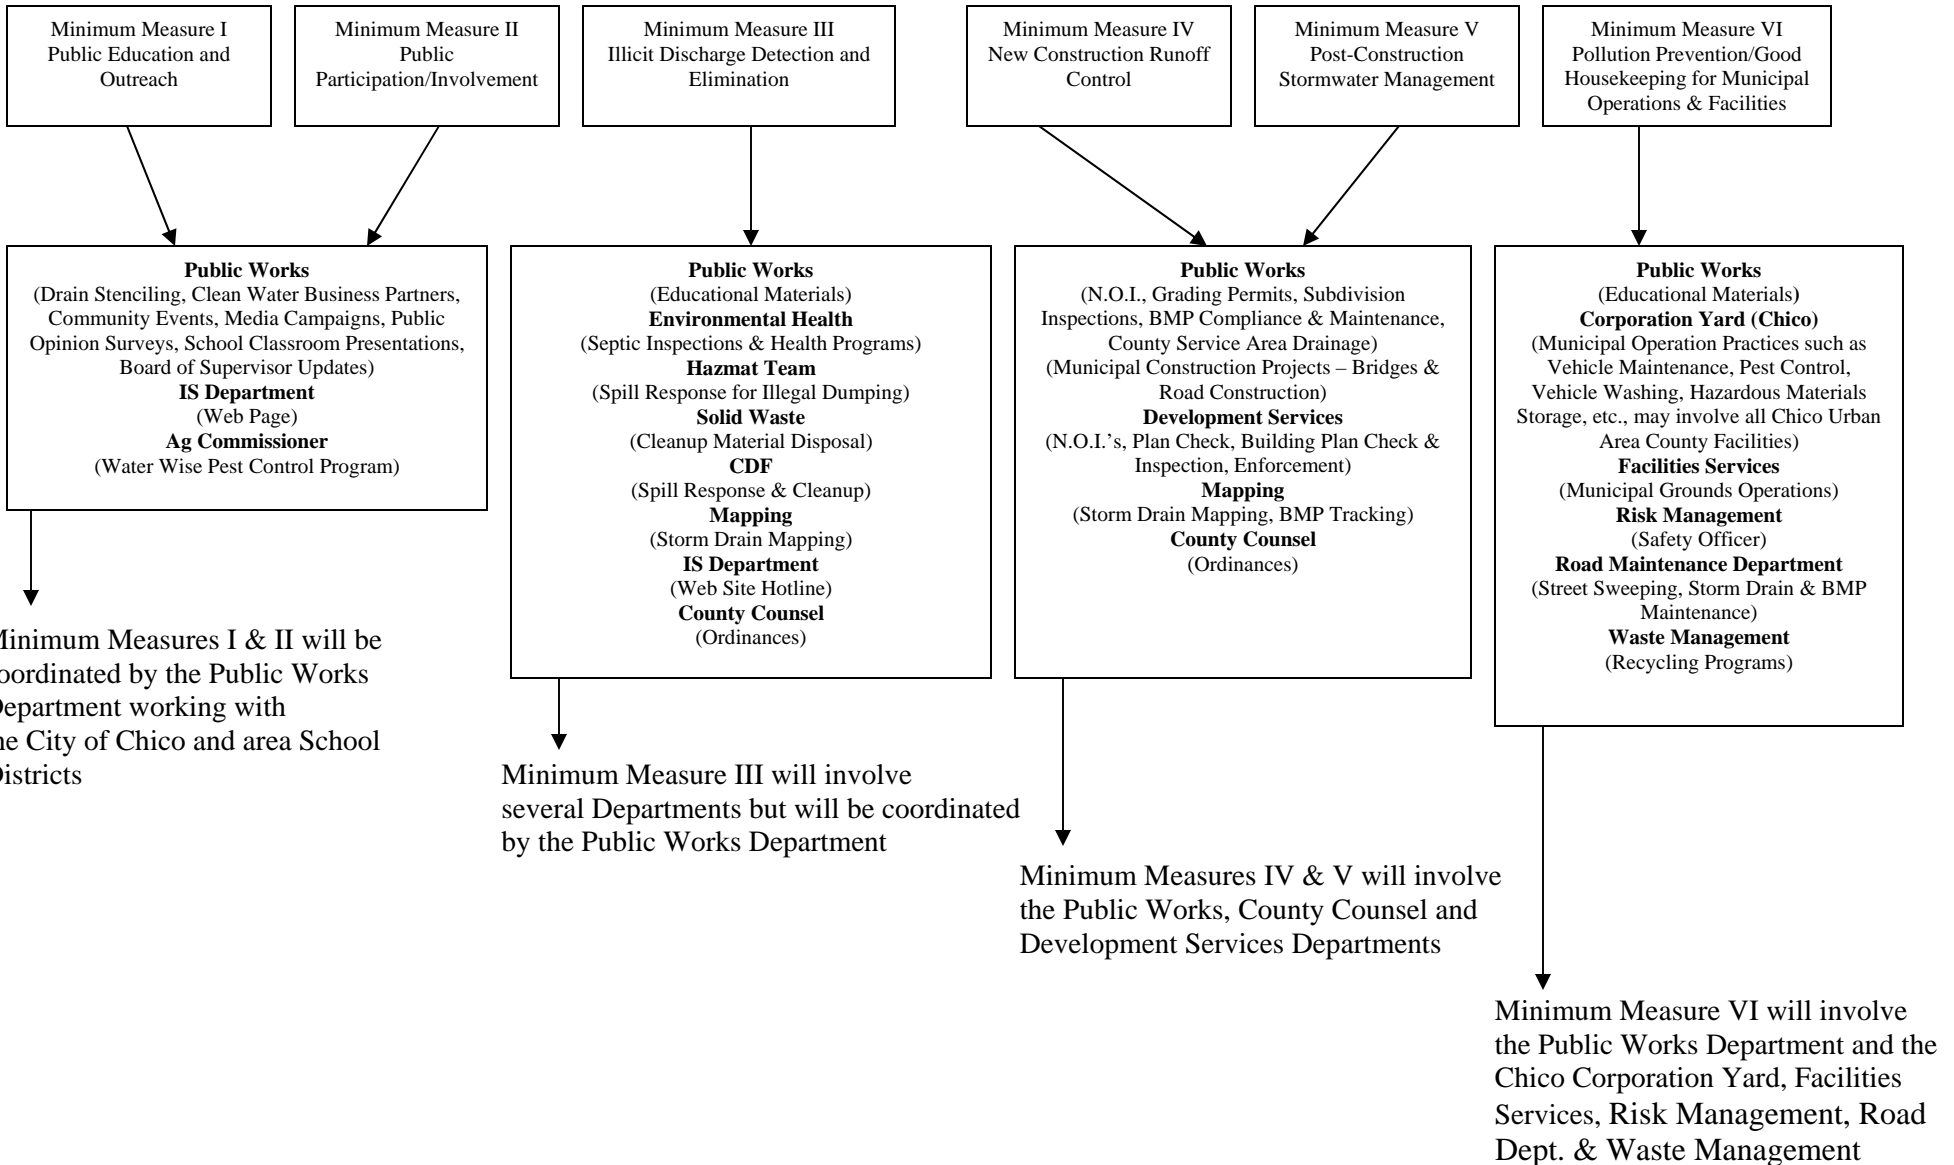 Minimum Measure I
Public Education and
Outreach
Minimum Measure II
Public
Participation/Involvement
Minimum Measure III
Illicit Discharge Detection and
Elimination
Minimum Measure IV
New Construction Runoff
Control
Minimum Measure V
Post-Construction
Stormwater Management
Minimum Measure VI
Pollution Prevention/Good
Housekeeping for Municipal
Operations & Facilities
Public Works
(Drain Stenciling, Clean Water Business Partners,
Community Events, Media Campaigns, Public
Opinion Surveys, School Classroom Presentations,
Board of Supervisor Updates)
IS Department
(Web Page)
Ag Commissioner
(Water Wise Pest Control Program)
Public Works
(Educational Materials)
Environmental Health
(Septic Inspections & Health Programs)
Hazmat Team
(Spill Response for Illegal Dumping)
Solid Waste
(Cleanup Material Disposal)
CDF
(Spill Response & Cleanup)
Mapping
(Storm Drain Mapping)
IS Department
(Web Site Hotline)
County Counsel
(Ordinances)
Public Works
(N.O.I., Grading Permits, Subdivision
Inspections, BMP Compliance & Maintenance,
County Service Area Drainage)
(Municipal Construction Projects – Bridges &
Road Construction)
Development Services
(N.O.I.’s, Plan Check, Building Plan Check &
Inspection, Enforcement)
Mapping
(Storm Drain Mapping, BMP Tracking)
County Counsel
(Ordinances)
Public Works
(Educational Materials)
Corporation Yard (Chico)
(Municipal Operation Practices such as
Vehicle Maintenance, Pest Control,
Vehicle Washing, Hazardous Materials
Storage, etc., may involve all Chico Urban
Area County Facilities)
Facilities Services
(Municipal Grounds Operations)
Risk Management
(Safety Officer)
Road Maintenance Department
(Street Sweeping, Storm Drain & BMP
Maintenance)
Waste Management
(Recycling Programs)
Minimum Measures I & II will be
coordinated by the Public Works
Department working with
the City of Chico and area School
Districts
Minimum Measure III will involve
several Departments but will be coordinated
by the Public Works Department
Minimum Measures IV & V will involve
the Public Works, County Counsel and
Development Services Departments
Minimum Measure VI will involve
the Public Works Department and the
Chico Corporation Yard, Facilities
Services, Risk Management, Road
Dept. & Waste Management